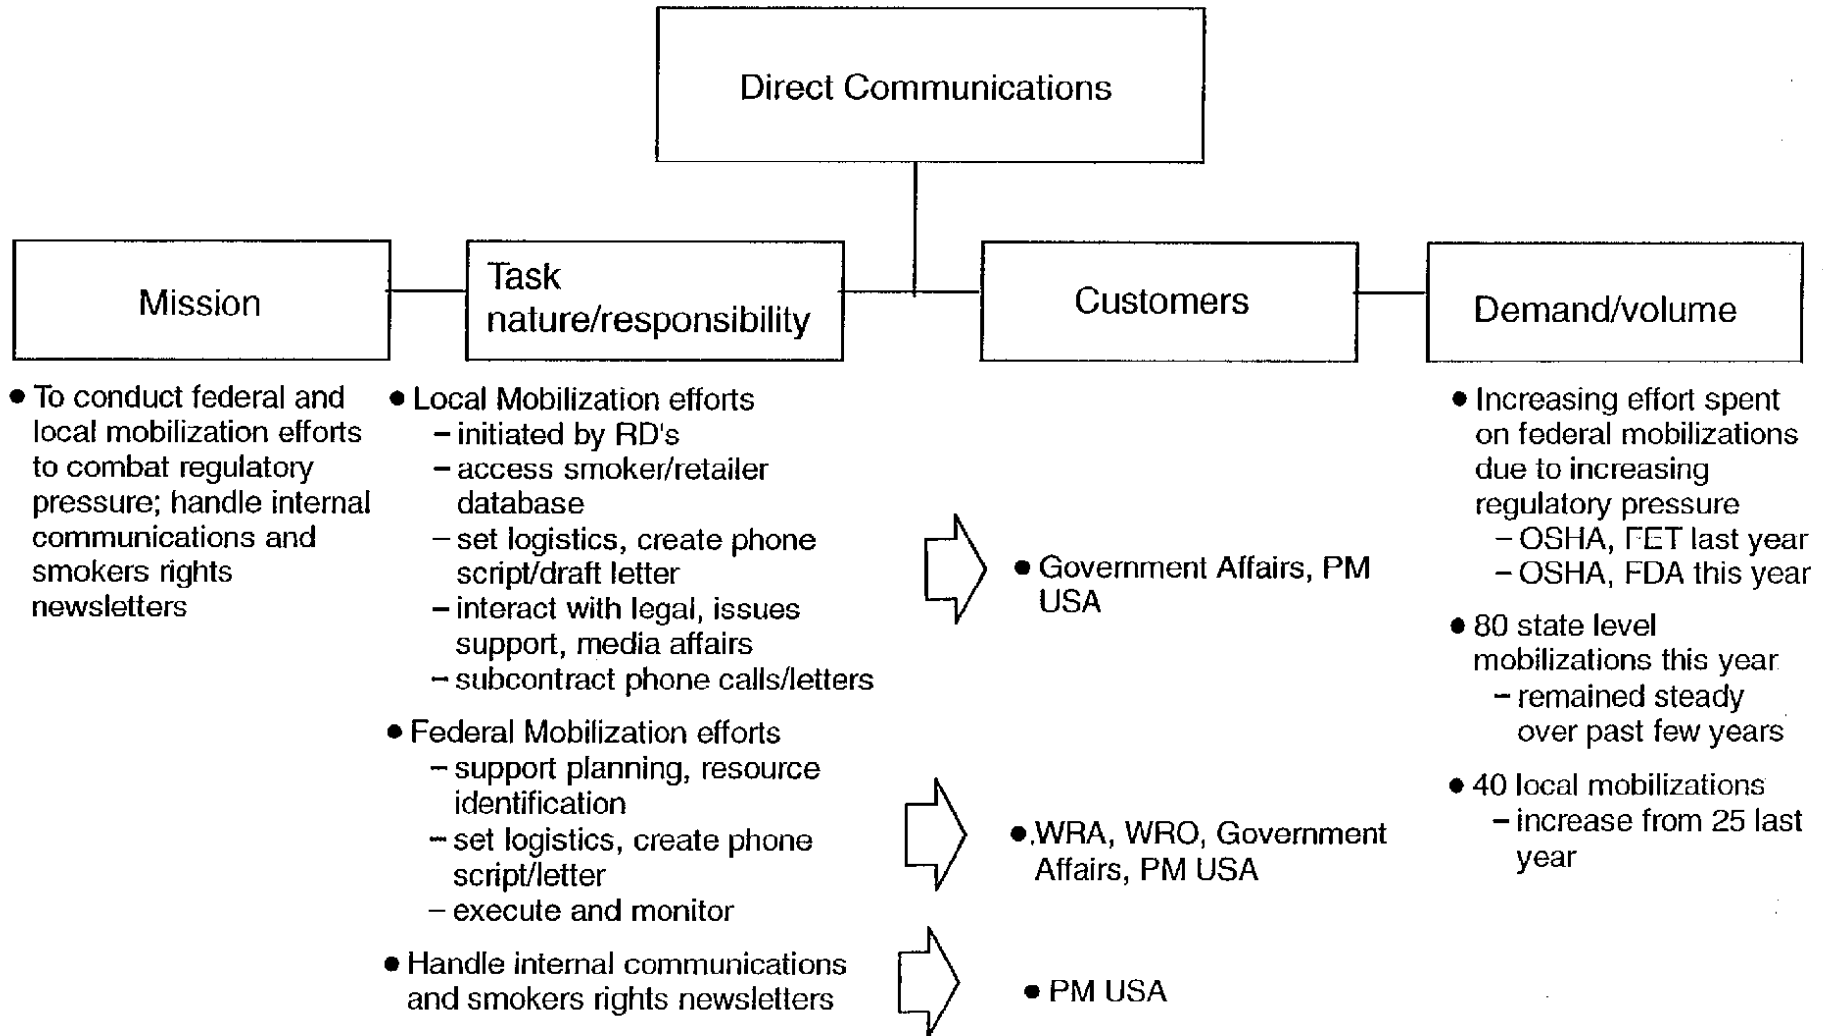 Direct Communications
Mission
Task
nature/responsibility
Customers
Demand/volume
● To conduct federal and
local mobilization efforts
to combat regulatory
pressure; handle internal
communications and
smokers rights
newsletters
● Local Mobilization efforts
– initiated by RD's
– access smoker/retailer
database
– set logistics, create phone
script/draft letter
– interact with legal, issues
support, media affairs
– subcontract phone calls/letters
● Federal Mobilization efforts
– support planning, resource
identification
– set logistics, create phone
script/letter
– execute and monitor
● Handle internal communications
and smokers rights newsletters
● Government Affairs, PM
USA
● WRA, WRO, Government
Affairs, PM USA
● PM USA
● Increasing effort spent
on federal mobilizations
due to increasing
regulatory pressure
– OSHA, FET last year
– OSHA, FDA this year
● 80 state level
mobilizations this year
– remained steady
over past few years
● 40 local mobilizations
– increase from 25 last
year